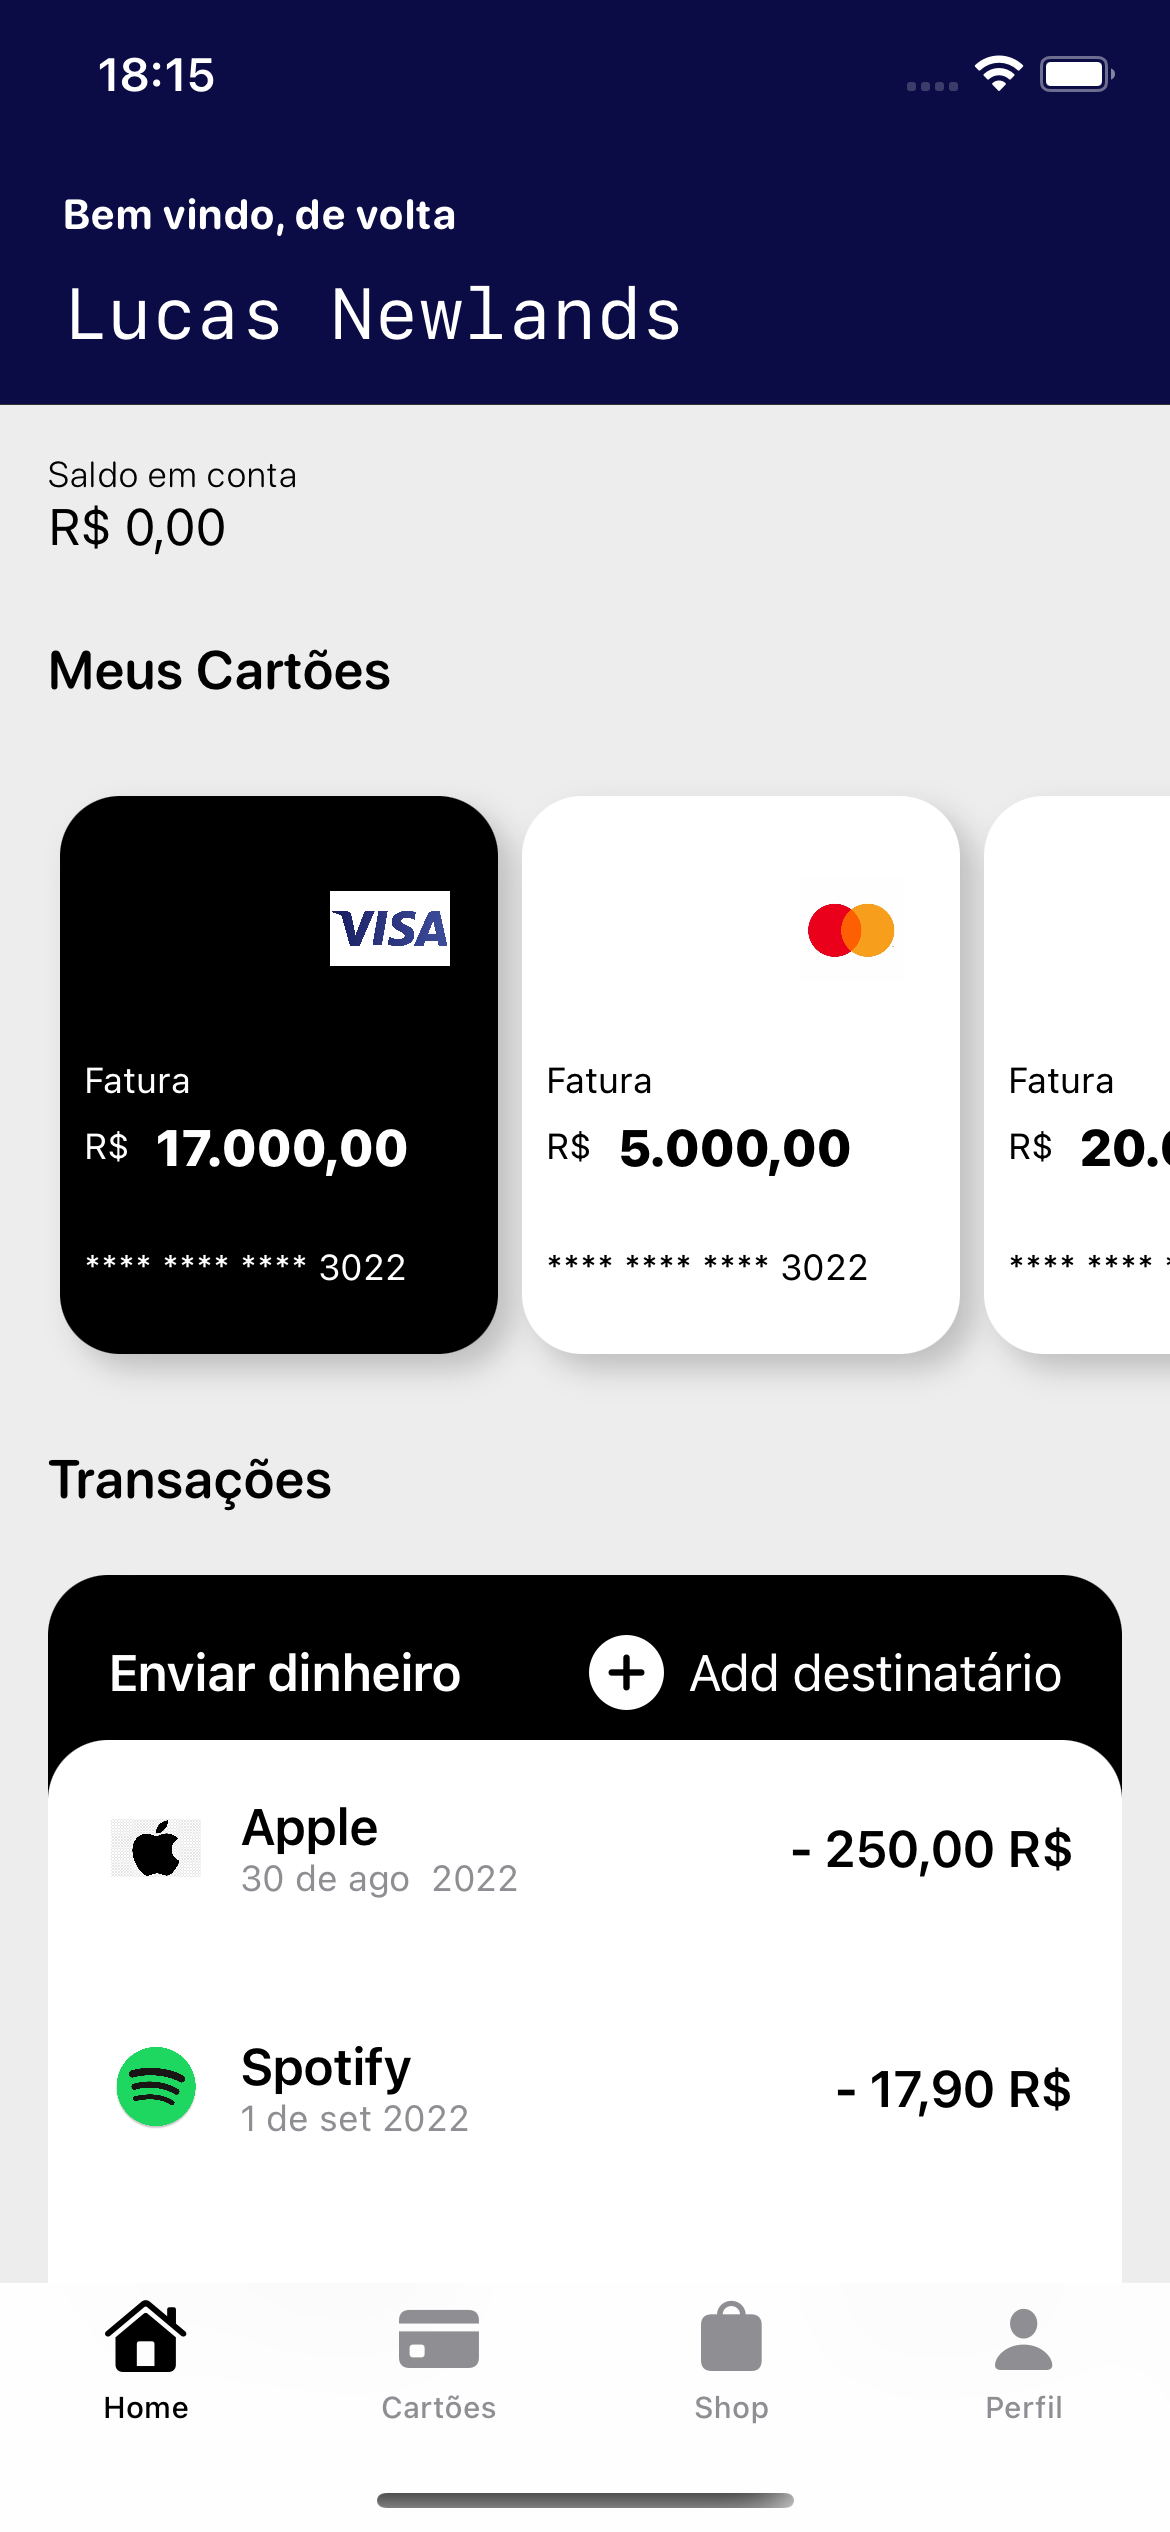 18:15
Bem vindo, de volta
Lucas Newlands
Saldo em conta
R$ 0,00
Meus Cartões
VISA
Fatura
R$ 17.000,00
**** **** **** 3022
Fatura
R$ 5.000,00
**** **** **** 3022
Fatura
R$ 20.
**** ****
Transações
Enviar dinheiro
Add destinatário
Apple
30 de ago  2022
- 250,00 R$
Spotify
1 de set 2022
- 17,90 R$
Home
Cartões
Shop
Perfil